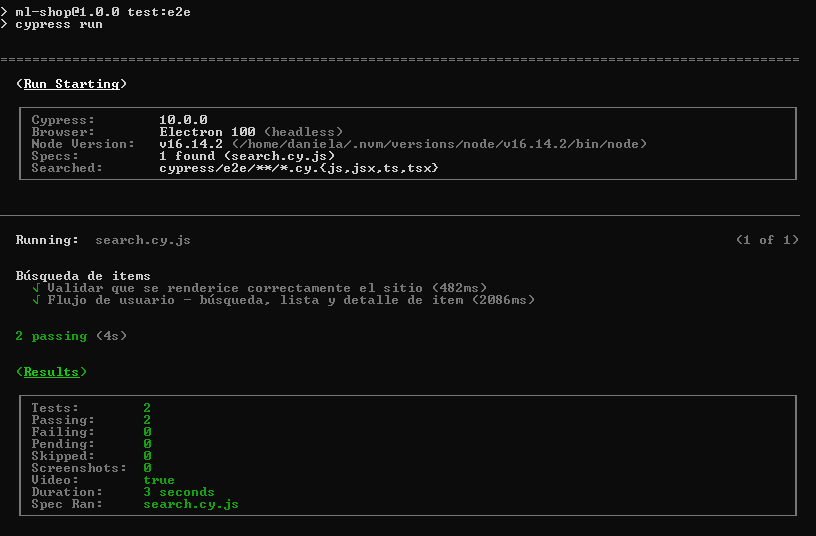 > ml-shop@1.0.0 test:e2e
> cypress run
(Run Starting)
Cypress: 10.0.0
Browser: Electron 100 (headless)
Node Version: v16.14.2 (/home/daniela/.nvm/versions/node/v16.14.2/bin/node)
Specs: 1 found (search.cy.js)
Searched: cypress/e2e/**/*.cy.{js,jsx,ts,tsx}
Running: search.cy.js (1 of 1)
Búsqueda de items
√ Validar que se renderice correctamente el sitio (482ms)
√ Flujo de usuario - búsqueda, lista y detalle de item (2086ms)
2 passing (4s)
(Results)
Tests: 2
Passing: 2
Failing: 0
Pending: 0
Skipped: 0
Screenshots: 0
Video: true
Duration: 3 seconds
Spec Ran: search.cy.js